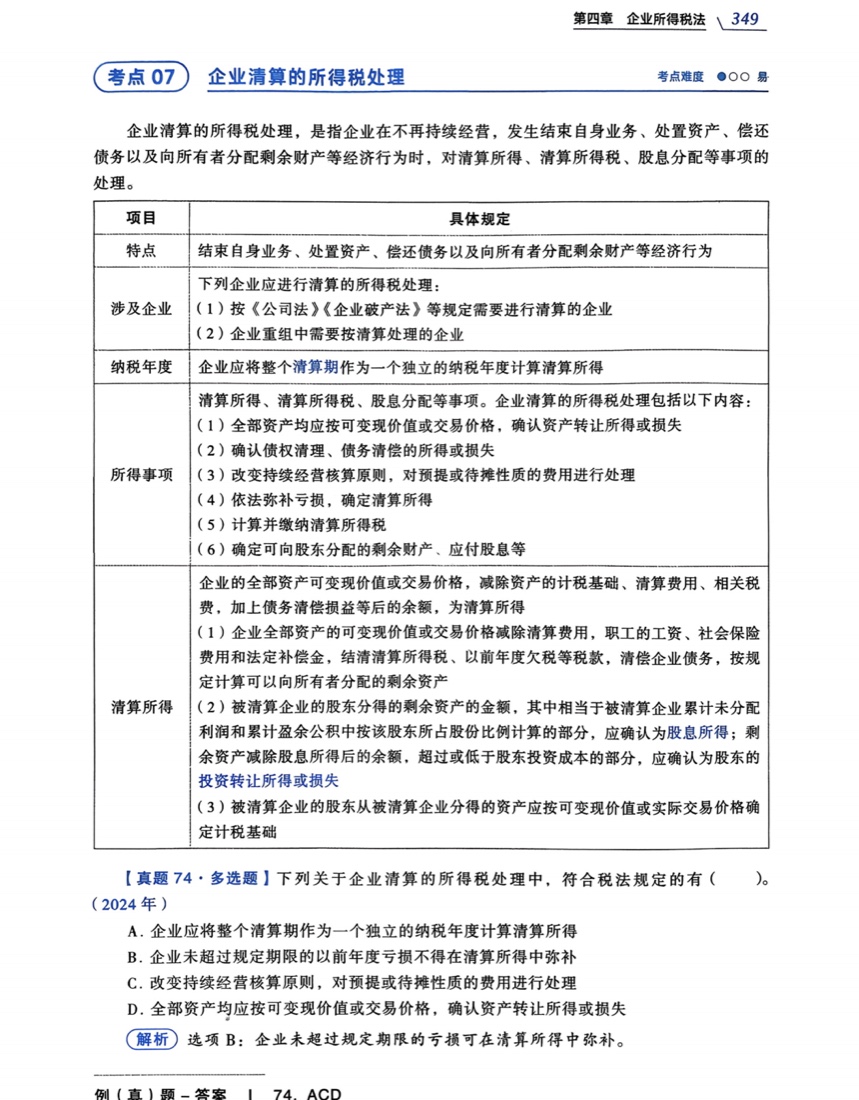 第四章 企业所得税法 349
考点 07 企业清算的所得税处理 考点难度 ●○○ 易
企业清算的所得税处理，是指企业在不再持续经营，发生结束自身业务、处置资产、偿还
债务以及向所有者分配剩余财产等经济行为时，对清算所得、清算所得税、股息分配等事项的
处理。
项目 具体规定
特点 结束自身业务、处置资产、偿还债务以及向所有者分配剩余财产等经济行为
涉及企业
下列企业应进行清算的所得税处理：
（1）按《公司法》《企业破产法》等规定需要进行清算的企业
（2）企业重组中需要按清算处理的企业
纳税年度 企业应将整个清算期作为一个独立的纳税年度计算清算所得
所得事项
清算所得、清算所得税、股息分配等事项。企业清算的所得税处理包括以下内容：
（1）全部资产均应按可变现价值或交易价格，确认资产转让所得或损失
（2）确认债权清理、债务清偿的所得或损失
（3）改变持续经营核算原则，对预提或待摊性质的费用进行处理
（4）依法弥补亏损，确定清算所得
（5）计算并缴纳清算所得税
（6）确定可向股东分配的剩余财产、应付股息等
清算所得
企业的全部资产可变现价值或交易价格，减除资产的计税基础、清算费用、相关税
费，加上债务清偿损益等后的余额，为清算所得
（1）企业全部资产的可变现价值或交易价格减除清算费用，职工的工资、社会保险
费用和法定补偿金，结清清算所得税、以前年度欠税等税款，清偿企业债务，按规
定计算可以向所有者分配的剩余资产
（2）被清算企业的股东分得的剩余资产的金额，其中相当于被清算企业累计未分配
利润和累计盈余公积中按该股东所占股份比例计算的部分，应确认为股息所得；剩
余资产减除股息所得后的余额，超过或低于股东投资成本的部分，应确认为股东的
投资转让所得或损失
（3）被清算企业的股东从被清算企业分得的资产应按可变现价值或实际交易价格确
定计税基础
【真题 74·多选题】下列关于企业清算的所得税处理中，符合税法规定的有（ ）。
（2024 年）
A. 企业应将整个清算期作为一个独立的纳税年度计算清算所得
B. 企业未超过规定期限的以前年度亏损不得在清算所得中弥补
C. 改变持续经营核算原则，对预提或待摊性质的费用进行处理
D. 全部资产均应按可变现价值或交易价格，确认资产转让所得或损失
解析 选项 B：企业未超过规定期限的亏损可在清算所得中弥补。
例（真）题－答案 | 74. ACD